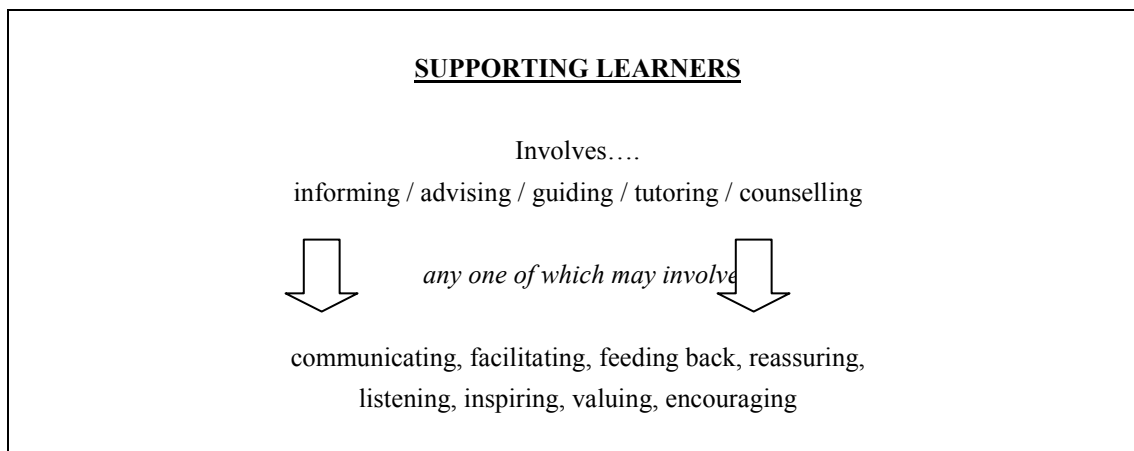 SUPPORTING LEARNERS
Involves….
informing / advising / guiding / tutoring / counselling
any one of which may involve
communicating, facilitating, feeding back, reassuring,
listening, inspiring, valuing, encouraging